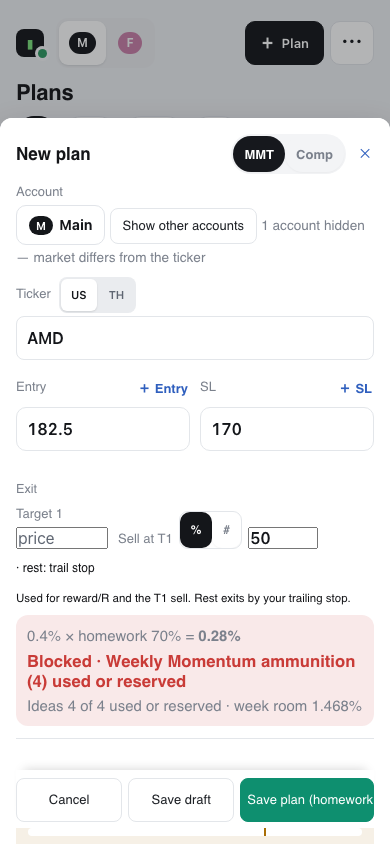 M F + Plan ...
Plans
New plan MMT Comp ×
Account
M Main Show other accounts 1 account hidden
— market differs from the ticker
Ticker US TH
AMD
Entry + Entry SL + SL
182.5 170
Exit
Target 1
price Sell at T1 % # 50
· rest: trail stop
Used for reward/R and the T1 sell. Rest exits by your trailing stop.
0.4% × homework 70% = 0.28%
Blocked · Weekly Momentum ammunition
(4) used or reserved
Ideas 4 of 4 used or reserved · week room 1.468%
Cancel Save draft Save plan (homework